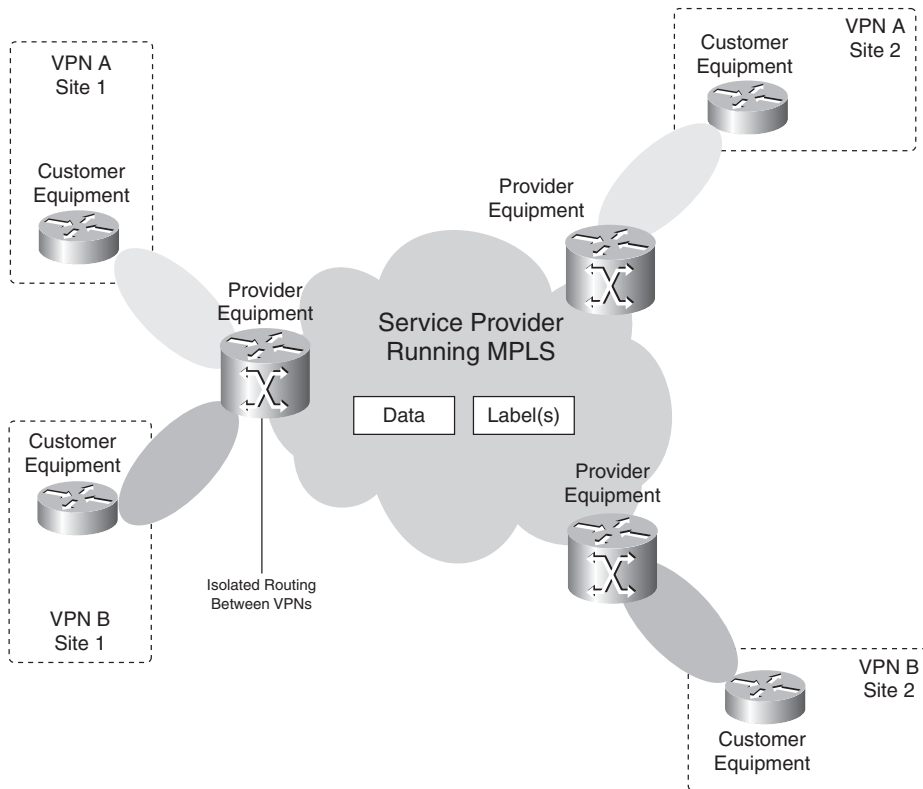 VPN A
Site 1
Customer
Equipment
Customer
Equipment
VPN A
Site 2
Provider
Equipment
Provider
Equipment
Service Provider
Running MPLS
Data
Label(s)
Customer
Equipment
VPN B
Site 1
Isolated Routing
Between VPNs
Provider
Equipment
VPN B
Site 2
Customer
Equipment